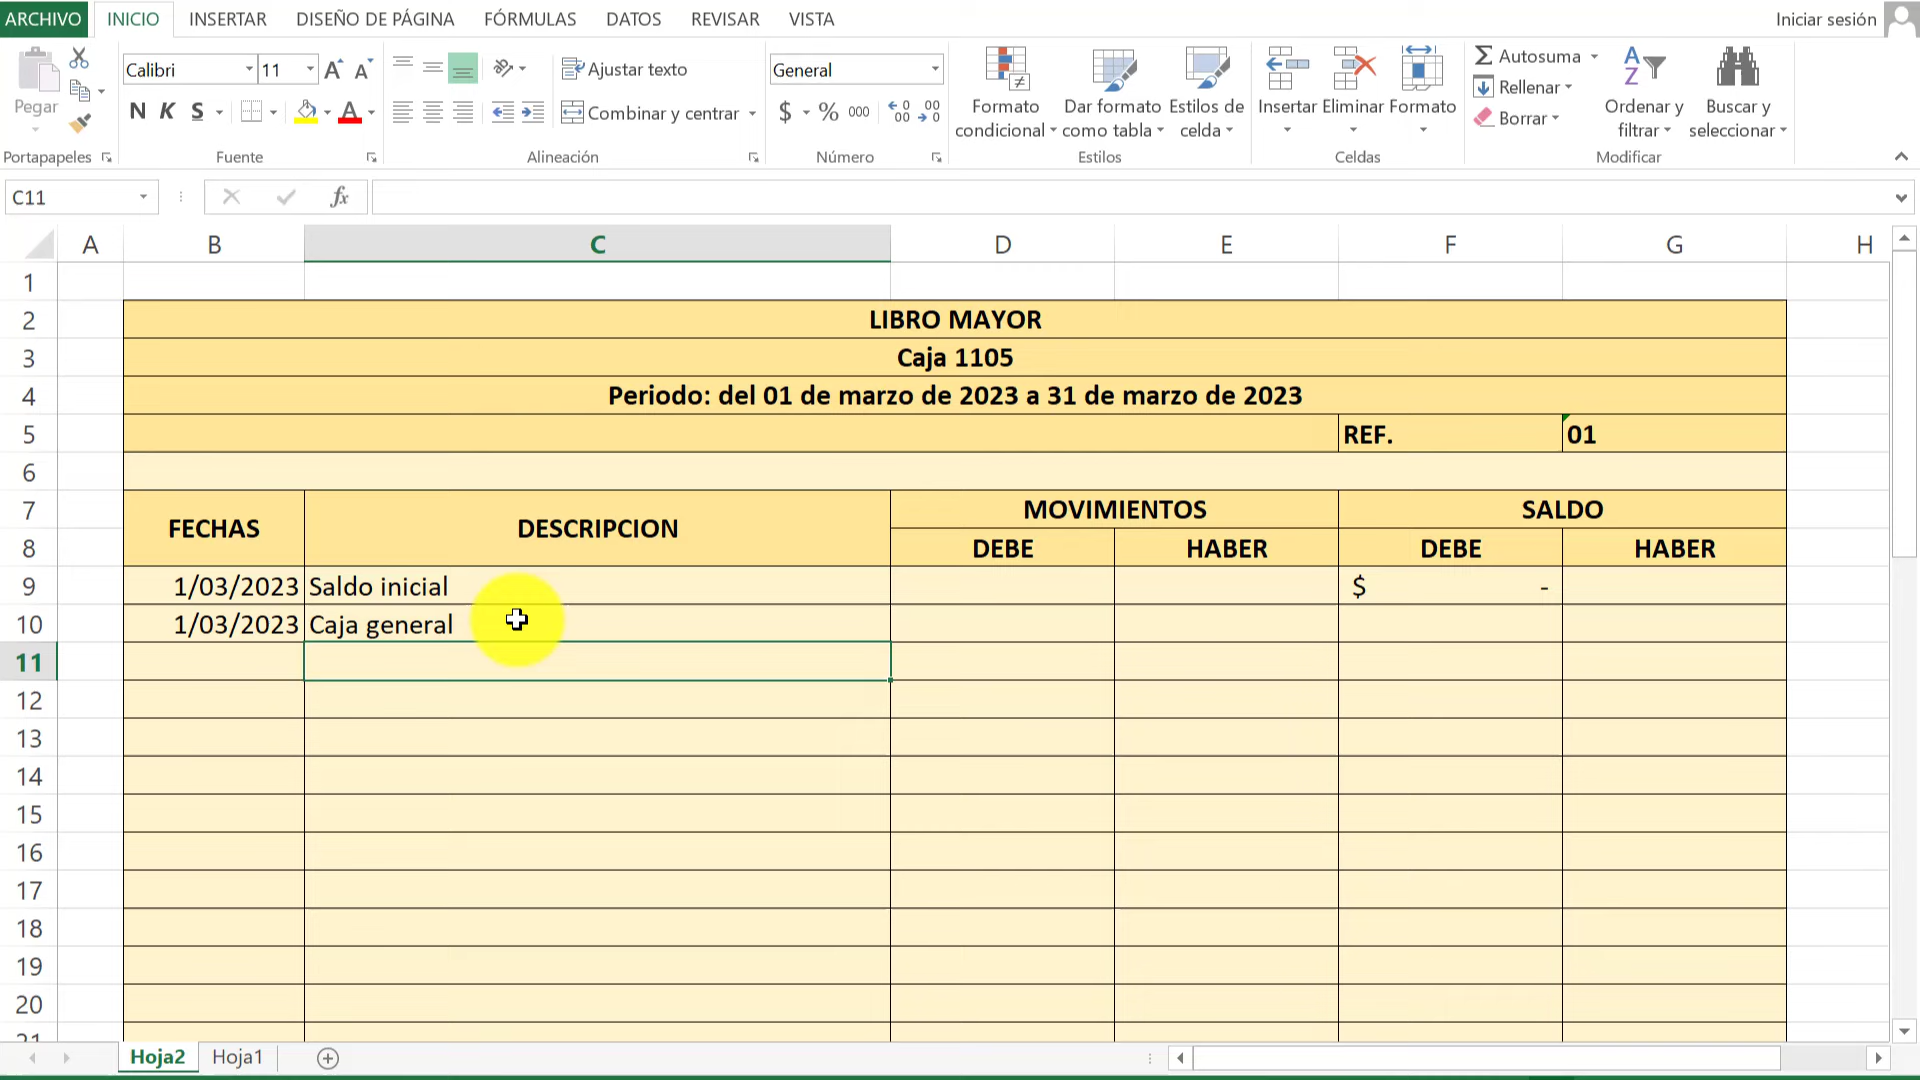 ARCHIVO INICIO INSERTAR DISEÑO DE PÁGINA FÓRMULAS DATOS REVISAR VISTA Iniciar sesión
Pegar
Portapapeles
Calibri 11
N K S A
Fuente
Ajustar texto
Combinar y centrar
Alineación
General
$ % 000
Número
Formato condicional
Dar formato como tabla
Estilos de celda
Estilos
Insertar Eliminar Formato
Celdas
Autosuma
Rellenar
Borrar
Ordenar y filtrar
Buscar y seleccionar
Modificar
C11 fx
A B C D E F G H
1
2 LIBRO MAYOR
3 Caja 1105
4 Periodo: del 01 de marzo de 2023 a 31 de marzo de 2023
5 REF. 01
6
7 FECHAS DESCRIPCION MOVIMIENTOS SALDO
8 DEBE HABER DEBE HABER
9 1/03/2023 Saldo inicial $ -
10 1/03/2023 Caja general
11
12
13
14
15
16
17
18
19
20
21
Hoja2 Hoja1